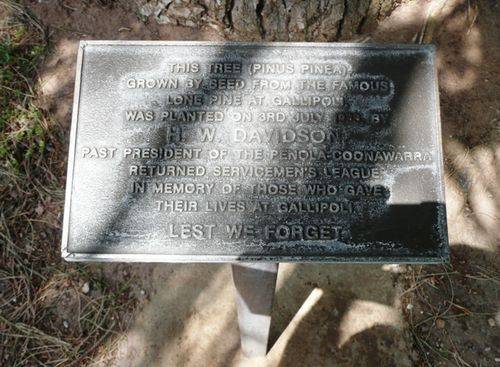 THIS TREE (PINUS PINEA)
GROWN BY SEED FROM THE FAMOUS
LONE PINE AT GALLIPOLI
WAS PLANTED ON 3RD JULY BY
H. W. DAVIDSON
PAST PRESIDENT OF THE PENOLA-COONAWARRA
RETURNED SERVICEMEN'S LEAGUE
IN MEMORY OF THOSE WHO GAVE
THEIR LIVES AT GALLIPOLI.
LEST WE FORGET.